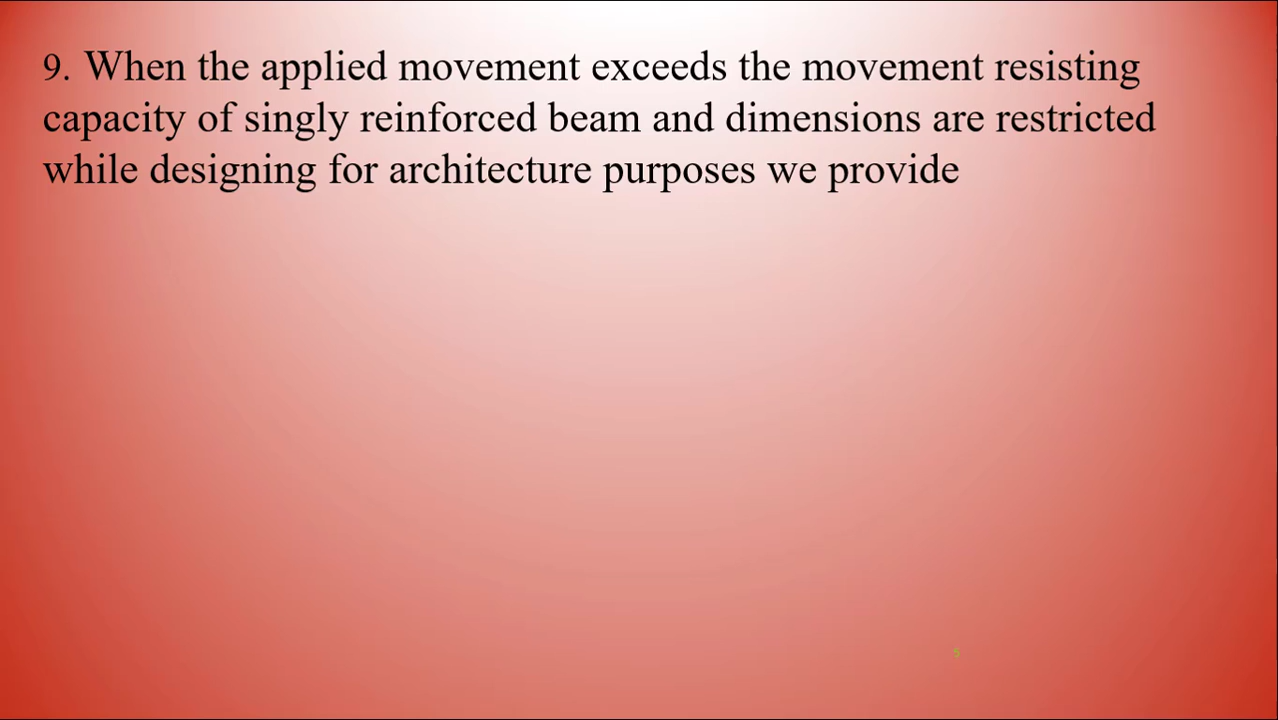 9. When the applied movement exceeds the movement resisting
capacity of singly reinforced beam and dimensions are restricted
while designing for architecture purposes we provide
5